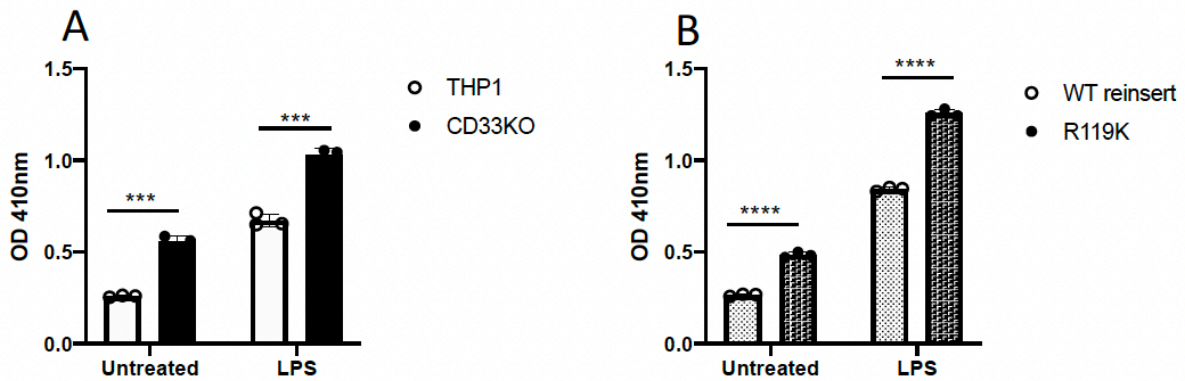 A
1.5
1.0
0.5
0.0
OD 410nm
***
***
Untreated
LPS
THP1
CD33KO
B
1.5
1.0
0.5
0.0
OD 410nm
****
****
Untreated
LPS
WT reinsert
R119K